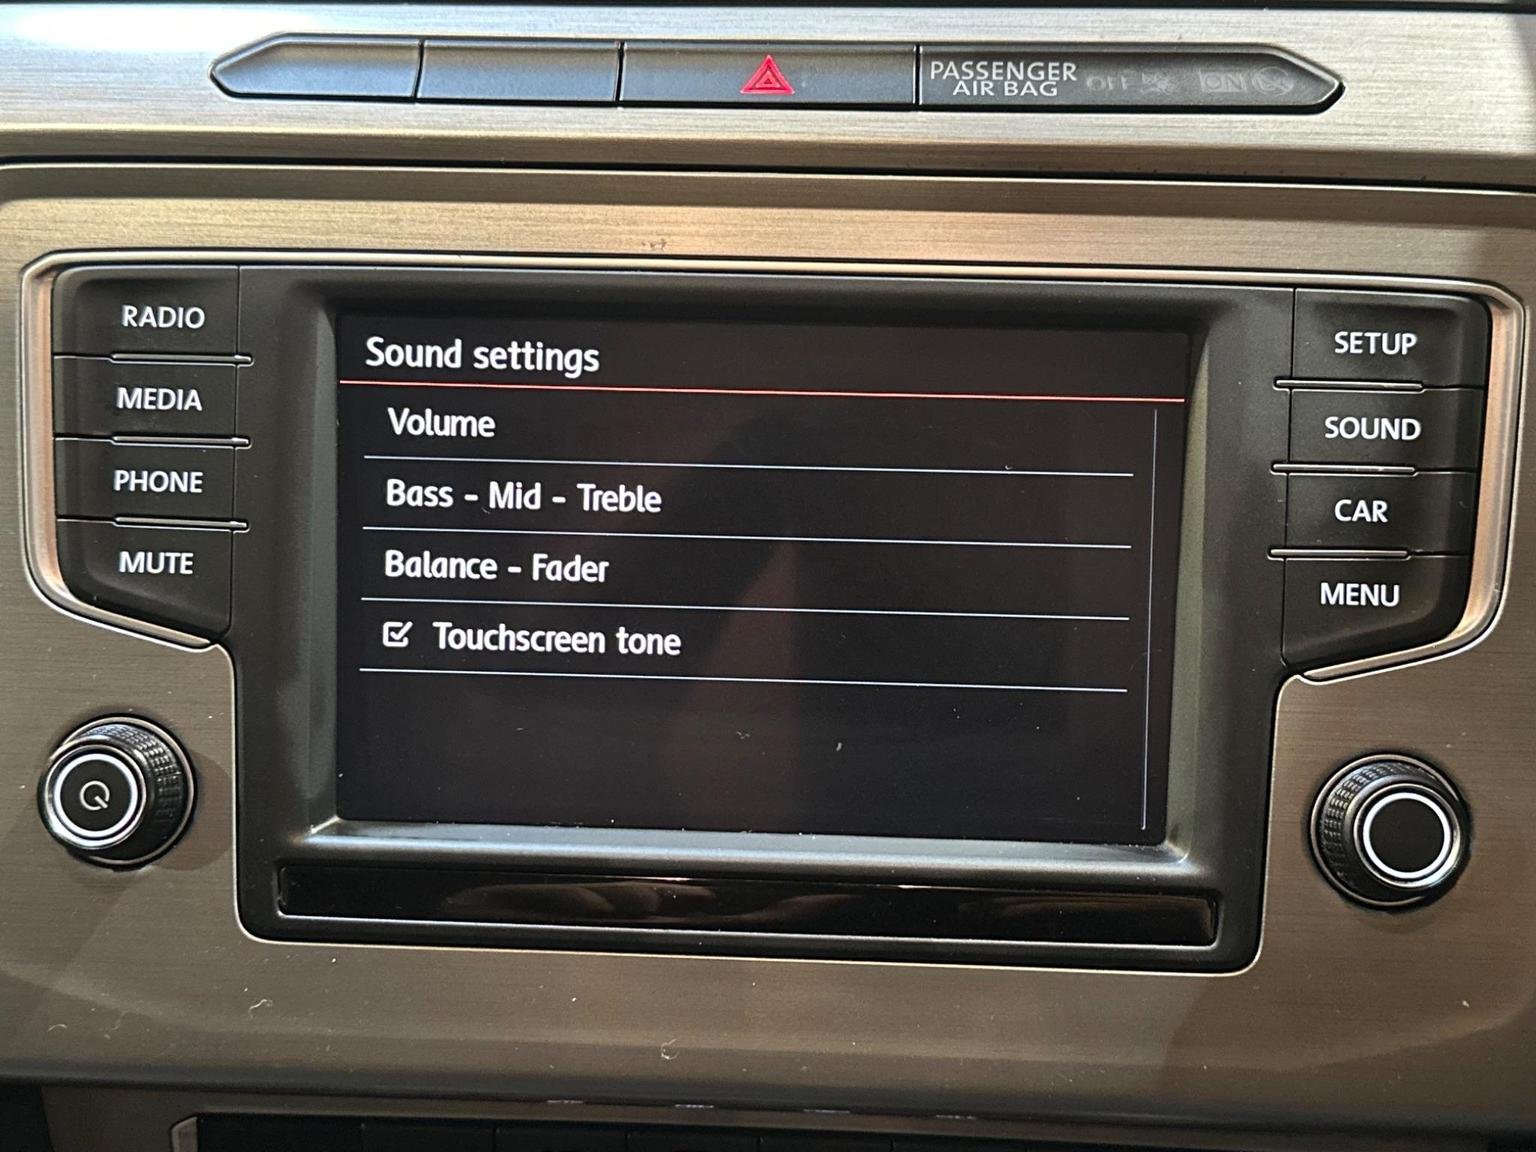 PASSENGER
AIR BAG OFF ON
RADIO
MEDIA
PHONE
MUTE
Sound settings
Volume
Bass - Mid - Treble
Balance - Fader
Touchscreen tone
SETUP
SOUND
CAR
MENU